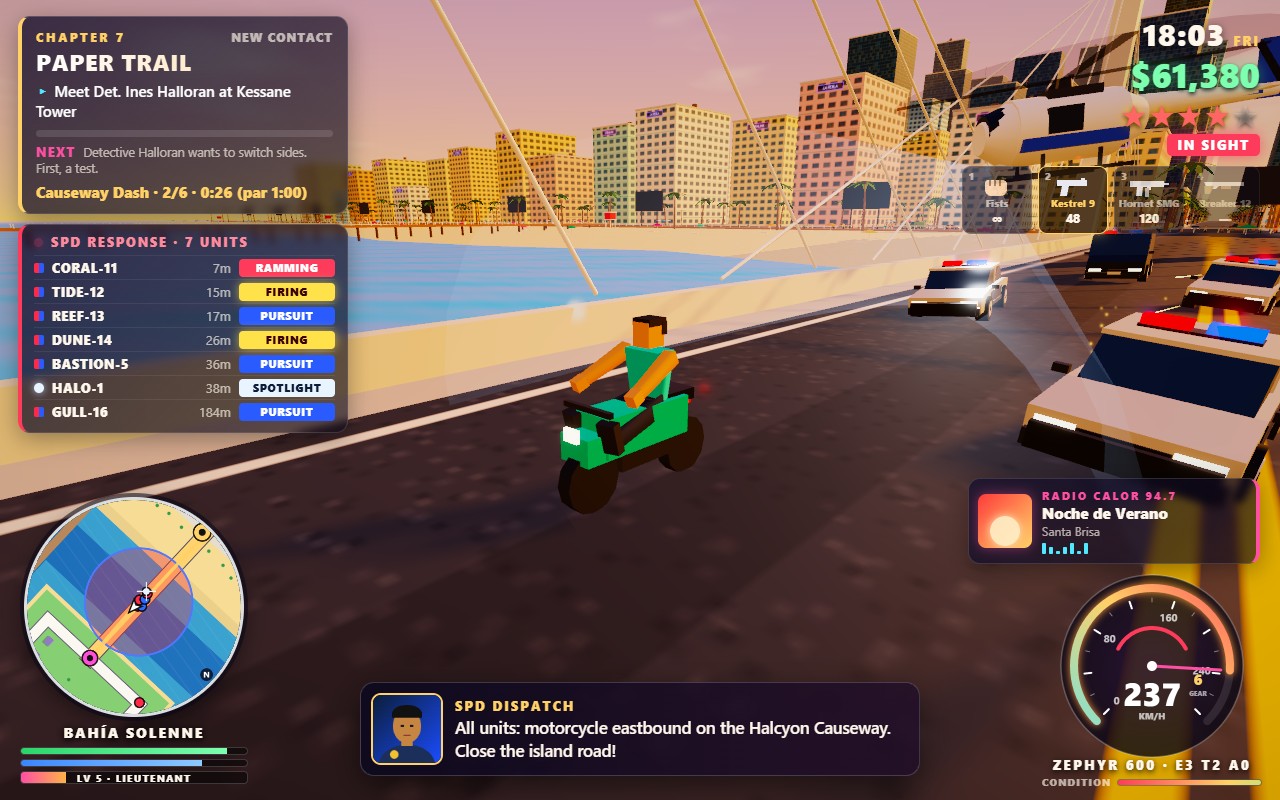 CHAPTER 7
NEW CONTACT
PAPER TRAIL
Meet Det. Ines Halloran at Kessane
Tower
NEXT Detective Halloran wants to switch sides.
First, a test.
Causeway Dash · 2/6 · 0:26 (par 1:00)
SPD RESPONSE · 7 UNITS
CORAL-11 7m RAMMING
TIDE-12 15m FIRING
REEF-13 17m PURSUIT
DUNE-14 26m FIRING
BASTION-5 36m PURSUIT
HALO-1 38m SPOTLIGHT
GULL-16 184m PURSUIT
18:03 FRI
$61,380
IN SIGHT
1 2 3
Fists Kestrel 9 Hornet SMG Breaker 12
∞ 48 120 —
RADIO CALOR 94.7
Noche de Verano
Santa Brisa
N
BAHÍA SOLENNE
LV 5 · LIEUTENANT
SPD DISPATCH
All units: motorcycle eastbound on the Halcyon Causeway.
Close the island road!
0 80 160 240
6
GEAR
237
KM/H
ZEPHYR 600 · E3 T2 A0
CONDITION